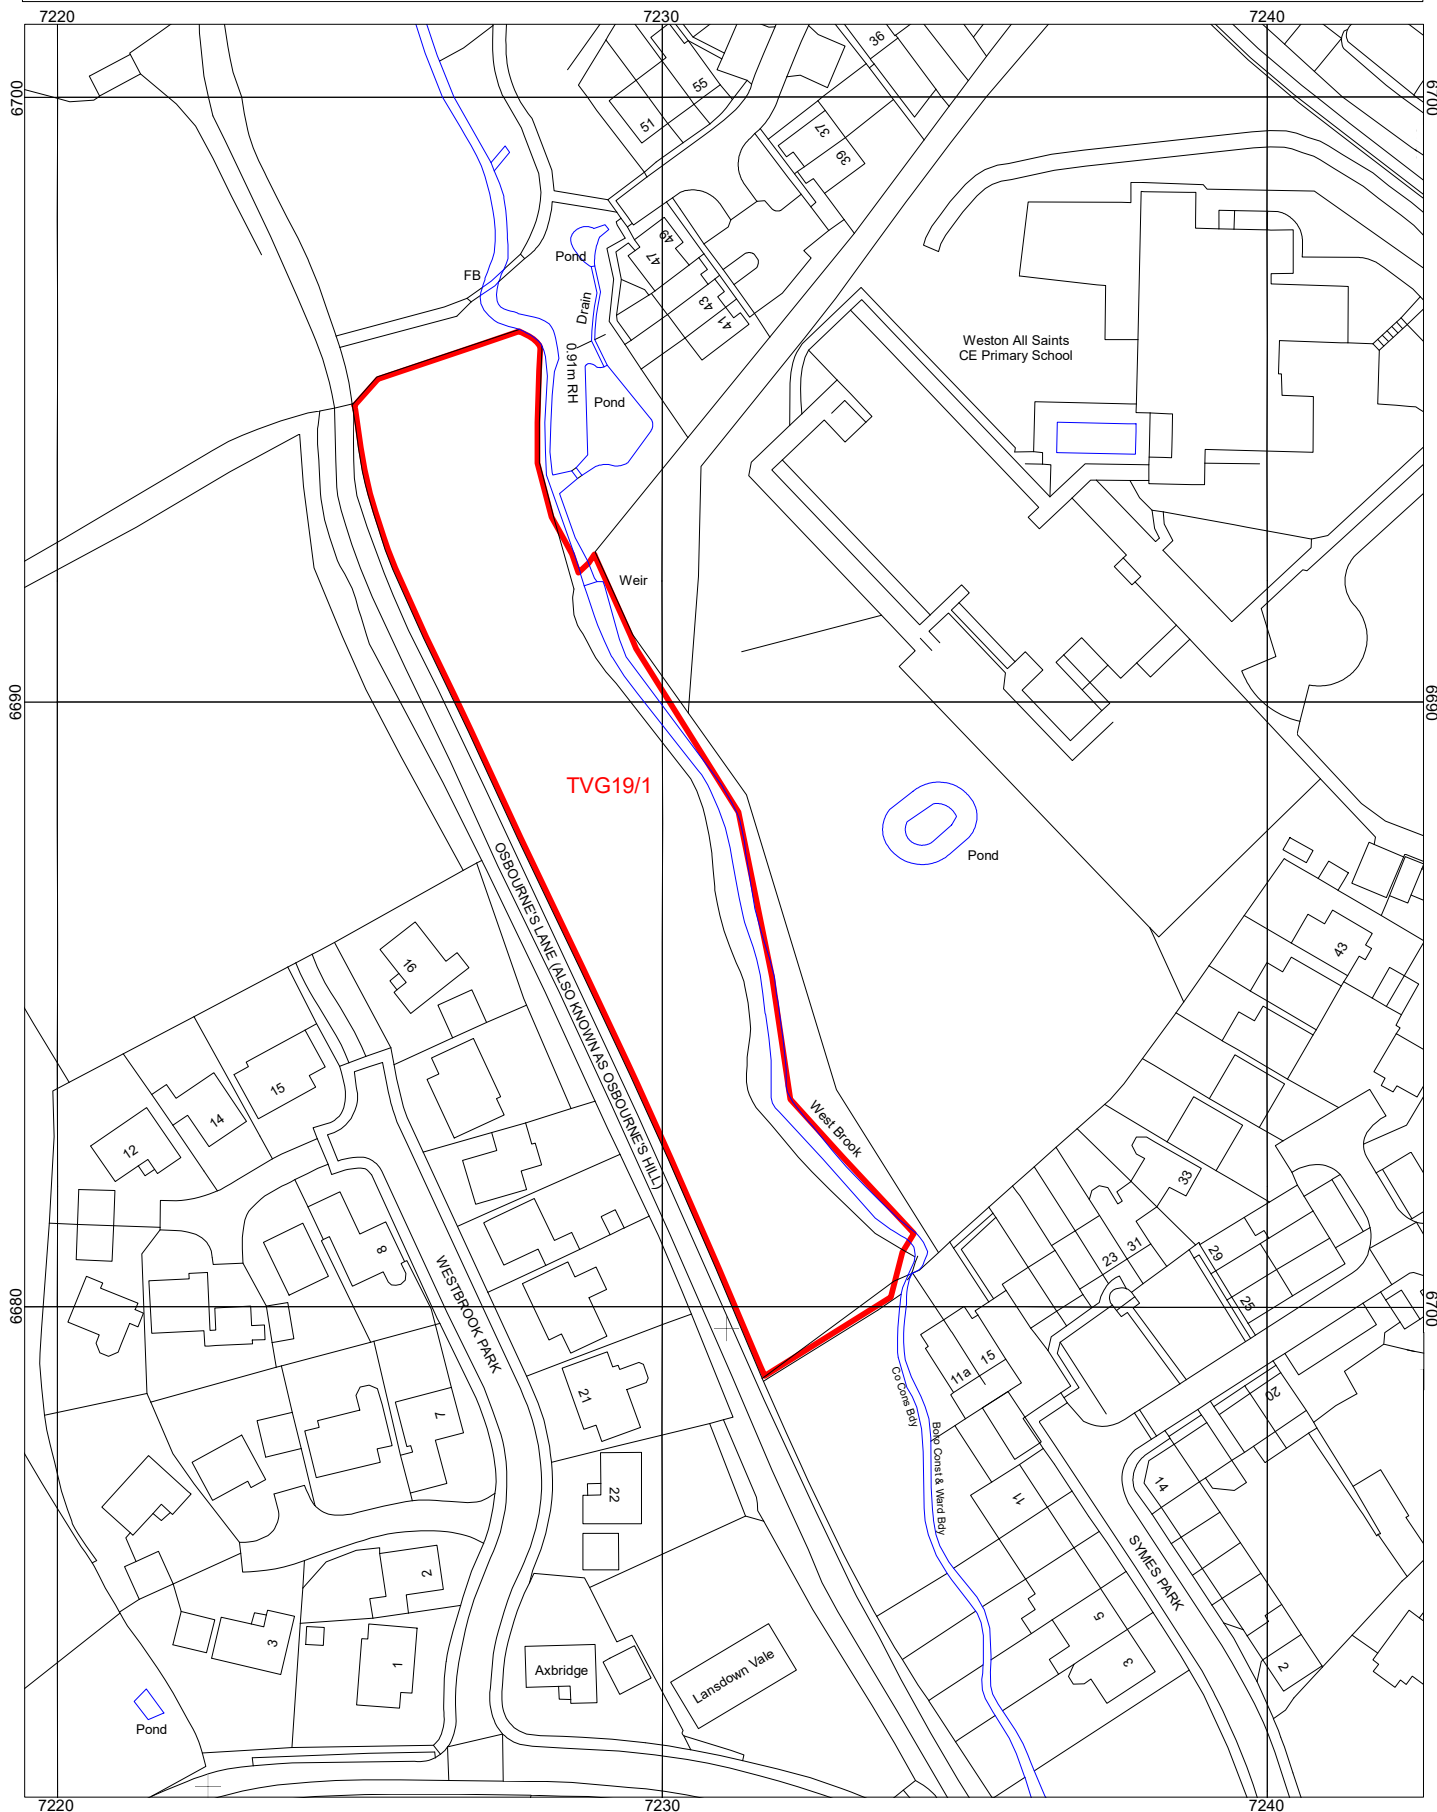 7220
7230
7240
6700
6700
36
55
51
37
39
49
47
43
41
Pond
FB
Drain
0.91m RH
Pond
Weston All Saints
CE Primary School
Weir
6690
6690
TVG19/1
Pond
OSBOURNE'S LANE (ALSO KNOWN AS OSBOURNE'S HILL)
16
15
14
12
43
West Brook
33
31
23
29
25
8
WESTBROOK PARK
6680
6700
21
7
11a
15
20
Co Cons Bdy
Boro Const & Ward Bdy
14
11
22
SYMES PARK
2
3
1
5
3
2
Axbridge
Lansdown Vale
Pond
7220
7230
7240